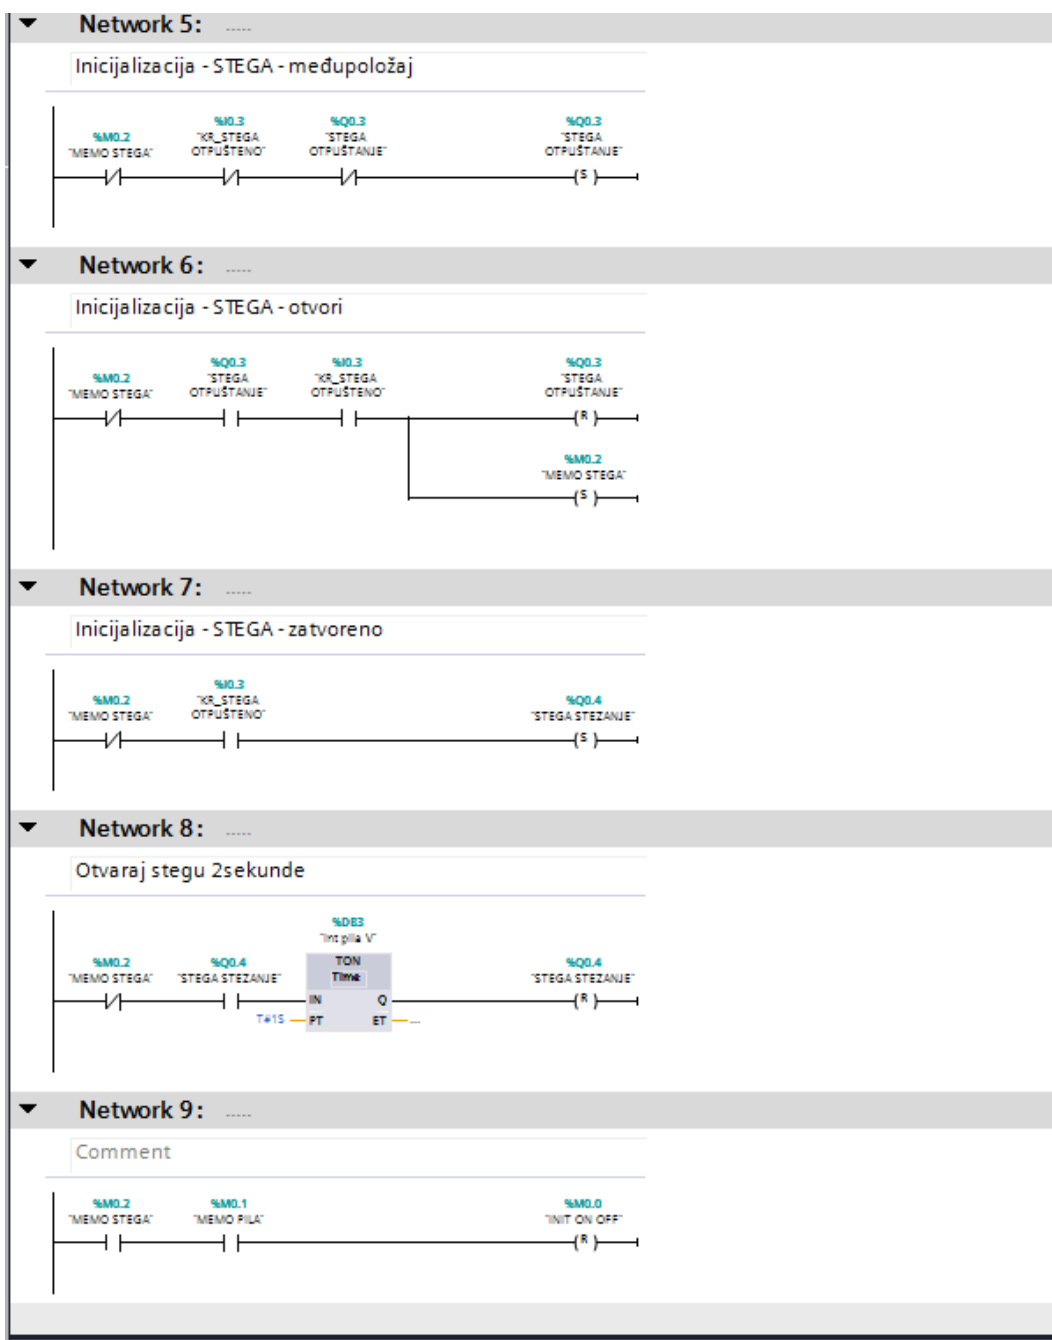 Network 5: .....
Inicijalizacija - STEGA - međupoložaj
%M0.2
"MEMO STEGA"
%I0.3
"KR_STEGA
OTPUŠTENO"
%Q0.3
"STEGA
OTPUŠTANJE"
%Q0.3
"STEGA
OTPUŠTANJE"
S
Network 6: .....
Inicijalizacija - STEGA - otvori
%M0.2
"MEMO STEGA"
%Q0.3
"STEGA
OTPUŠTANJE"
%I0.3
"KR_STEGA
OTPUŠTENO"
%Q0.3
"STEGA
OTPUŠTANJE"
R
%M0.2
"MEMO STEGA"
S
Network 7: .....
Inicijalizacija - STEGA - zatvoreno
%M0.2
"MEMO STEGA"
%I0.3
"KR_STEGA
OTPUŠTENO"
%Q0.4
"STEGA STEZANJE"
S
Network 8: .....
Otvaraj stegu 2sekunde
%M0.2
"MEMO STEGA"
%Q0.4
"STEGA STEZANJE"
%DB3
"Int pila V"
TON
Time
IN Q
T#1S PT ET ...
%Q0.4
"STEGA STEZANJE"
R
Network 9: .....
Comment
%M0.2
"MEMO STEGA"
%M0.1
"MEMO PILA"
%M0.0
"INIT ON OFF"
R